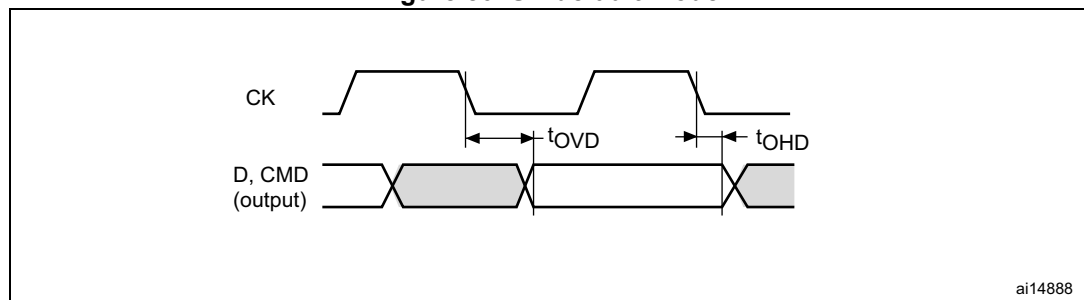 CK
tOVD
tOHD
D, CMD
(output)
ai14888